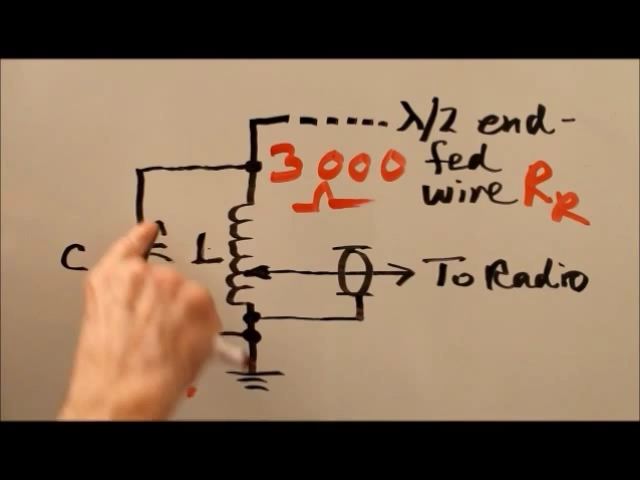 λ/2 end-
3000 Ω fed
wire RR
C L
To Radio